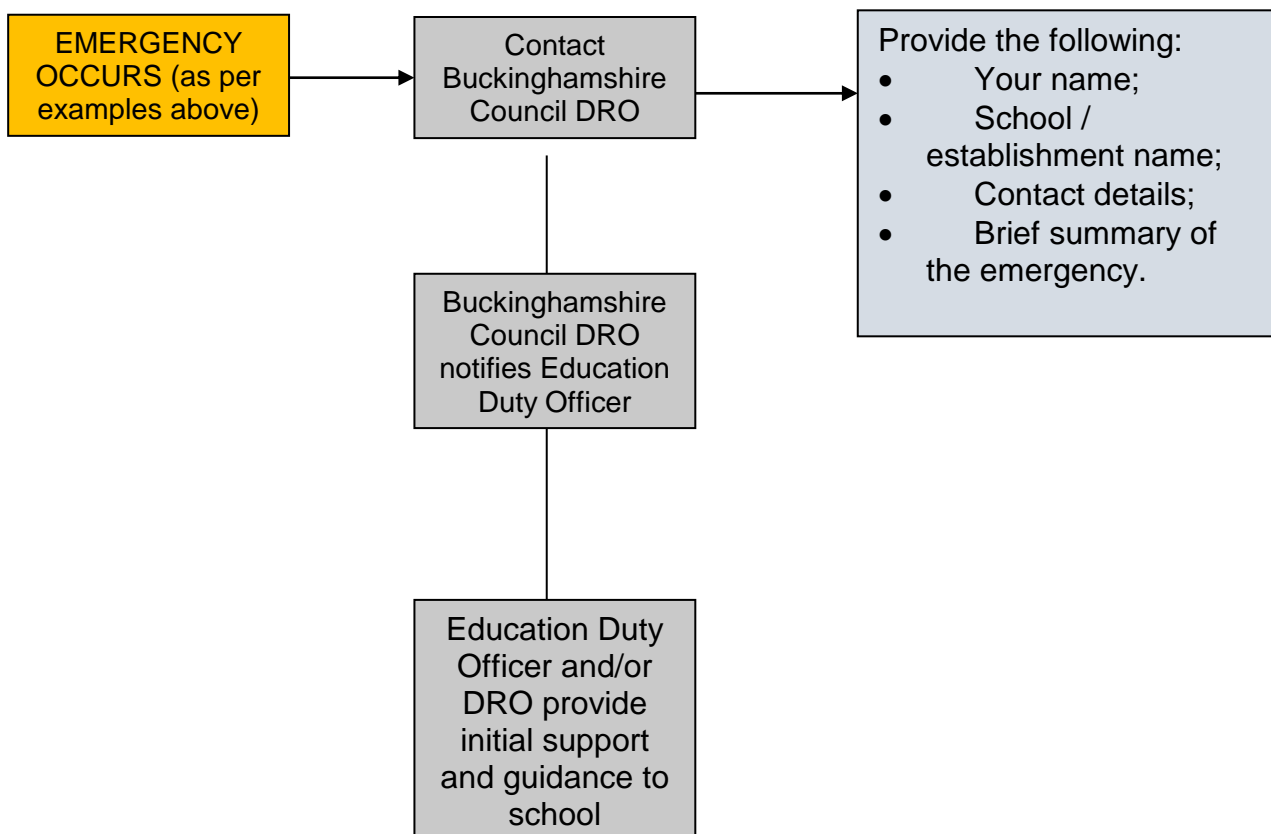 EMERGENCY
OCCURS (as per
examples above)
Contact
Buckinghamshire
Council DRO
Provide the following:
• Your name;
• School /
establishment name;
• Contact details;
• Brief summary of
the emergency.
Buckinghamshire
Council DRO
notifies Education
Duty Officer
Education Duty
Officer and/or
DRO provide
initial support
and guidance to
school